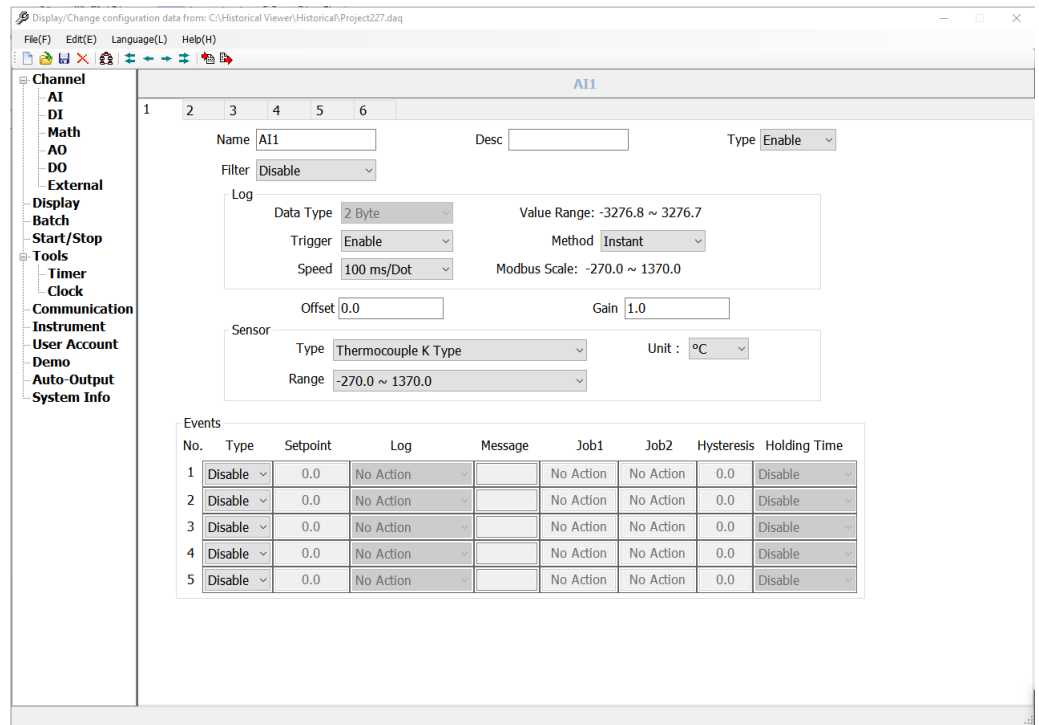 Display/Change configuration data from: C:\Historical Viewer\Historical\Project227.daq
File(F) Edit(E) Language(L) Help(H)
Channel
AI
DI
Math
AO
DO
External
Display
Batch
Start/Stop
Tools
Timer
Clock
Communication
Instrument
User Account
Demo
Auto-Output
System Info
AI1
1 2 3 4 5 6
Name AI1 Desc Type Enable
Filter Disable
Log
Data Type 2 Byte Value Range: -3276.8 ~ 3276.7
Trigger Enable Method Instant
Speed 100 ms/Dot Modbus Scale: -270.0 ~ 1370.0
Offset 0.0 Gain 1.0
Sensor
Type Thermocouple K Type Unit : ºC
Range -270.0 ~ 1370.0
Events
No. Type Setpoint Log Message Job1 Job2 Hysteresis Holding Time
1 Disable 0.0 No Action No Action No Action 0.0 Disable
2 Disable 0.0 No Action No Action No Action 0.0 Disable
3 Disable 0.0 No Action No Action No Action 0.0 Disable
4 Disable 0.0 No Action No Action No Action 0.0 Disable
5 Disable 0.0 No Action No Action No Action 0.0 Disable